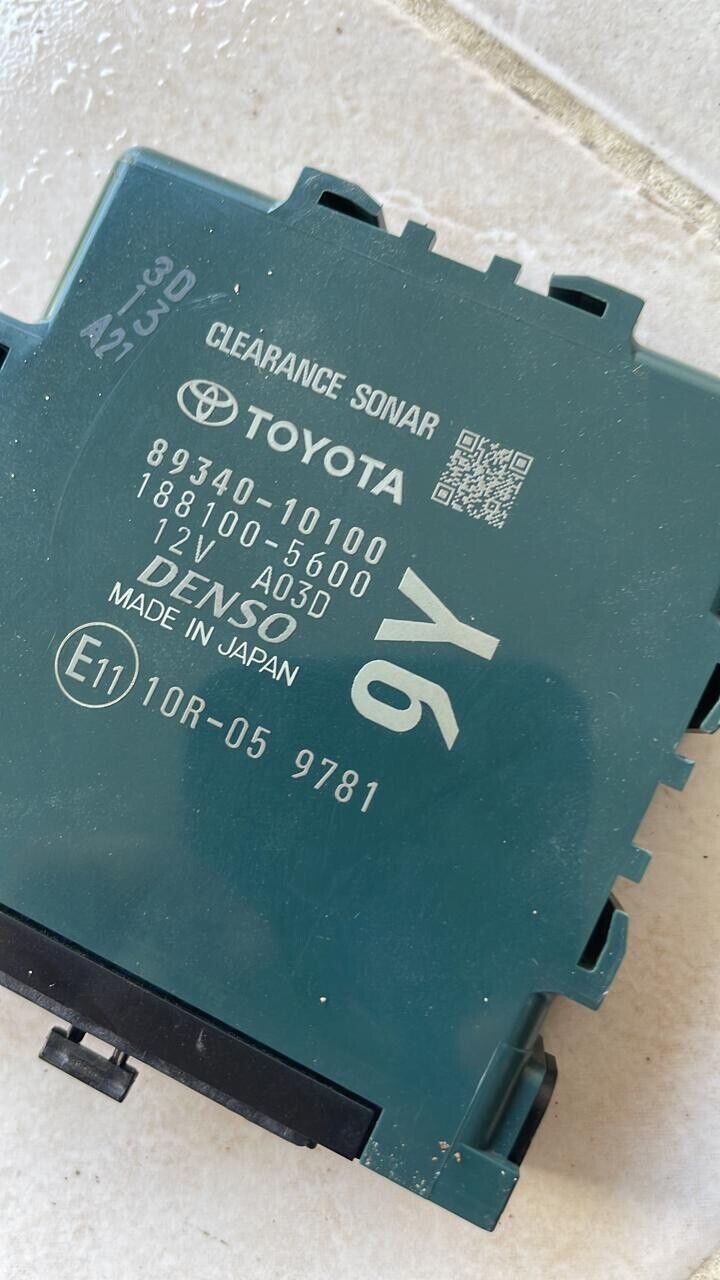 3D
13
A21
CLEARANCE SONAR
TOYOTA
89340-10100
188100-5600
12V A03D
DENSO
MADE IN JAPAN
9Y
E11 10R-05 9781